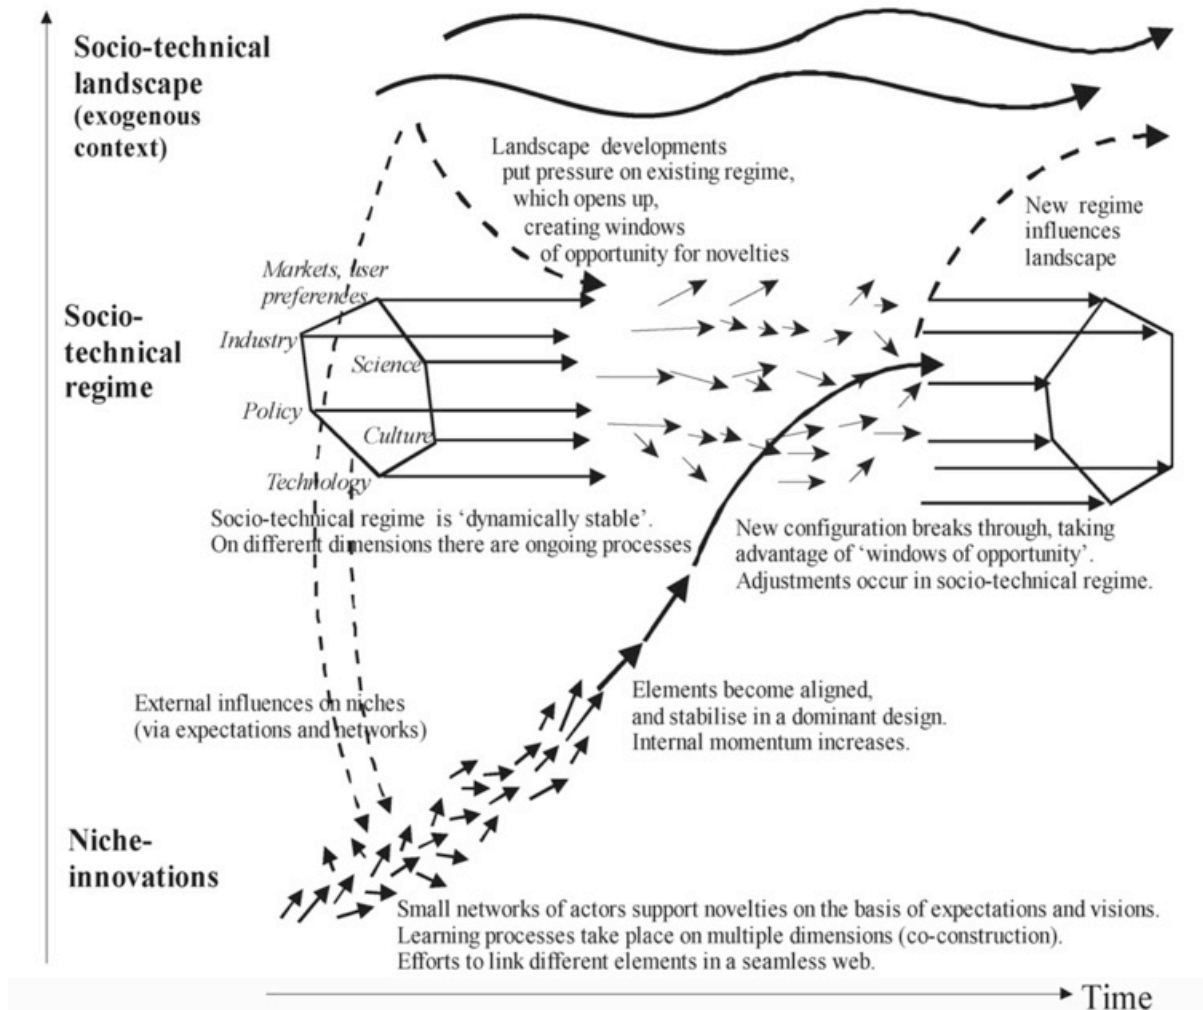 Socio-technical
landscape
(exogenous
context)
Landscape developments
put pressure on existing regime,
which opens up,
creating windows
of opportunity for novelties
New regime
influences
landscape
Markets, user
preferences
Socio-
technical
regime
Industry
Science
Policy
Culture
Technology
Socio-technical regime is ‘dynamically stable’.
On different dimensions there are ongoing processes
New configuration breaks through, taking
advantage of ‘windows of opportunity’.
Adjustments occur in socio-technical regime.
External influences on niches
(via expectations and networks)
Elements become aligned,
and stabilise in a dominant design.
Internal momentum increases.
Niche-
innovations
Small networks of actors support novelties on the basis of expectations and visions.
Learning processes take place on multiple dimensions (co-construction).
Efforts to link different elements in a seamless web.
Time